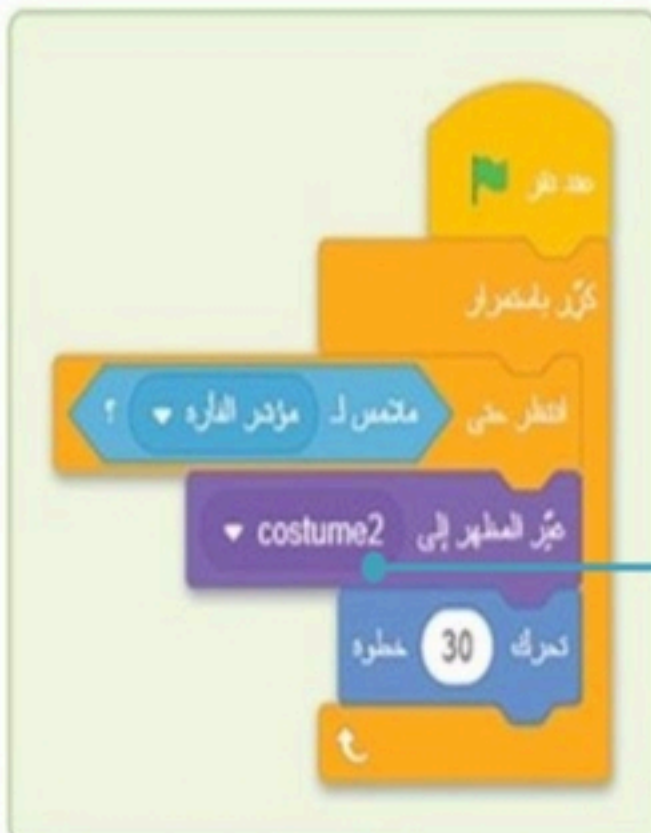 عند نقر
كرّر باستمرار
انتظر حتى ملامس لـ مؤشر الفأرة ؟
غيّر المظهر إلى costume2
تحرك 30 خطوة